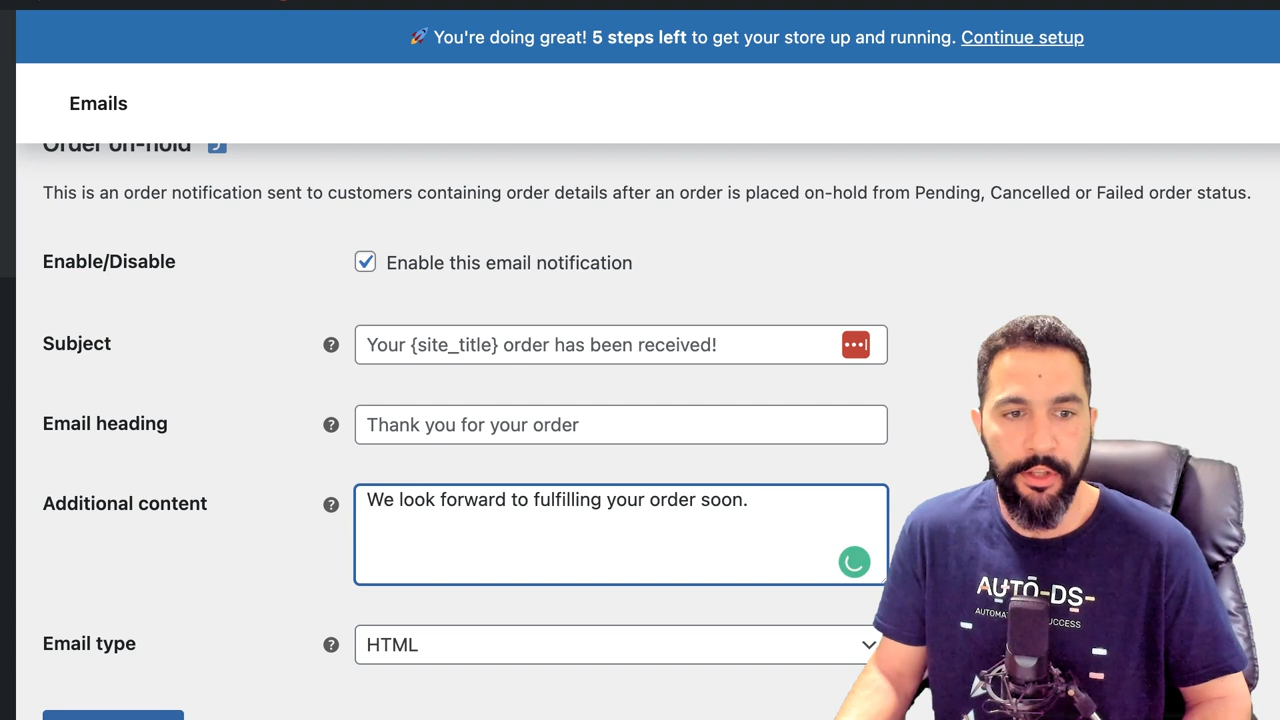 🚀 You're doing great! 5 steps left to get your store up and running. Continue setup
Emails
Order on-hold
This is an order notification sent to customers containing order details after an order is placed on-hold from Pending, Cancelled or Failed order status.
Enable/Disable
Enable this email notification
Subject
Your {site_title} order has been received!
Email heading
Thank you for your order
Additional content
We look forward to fulfilling your order soon.
Email type
HTML
AUTO-DS-